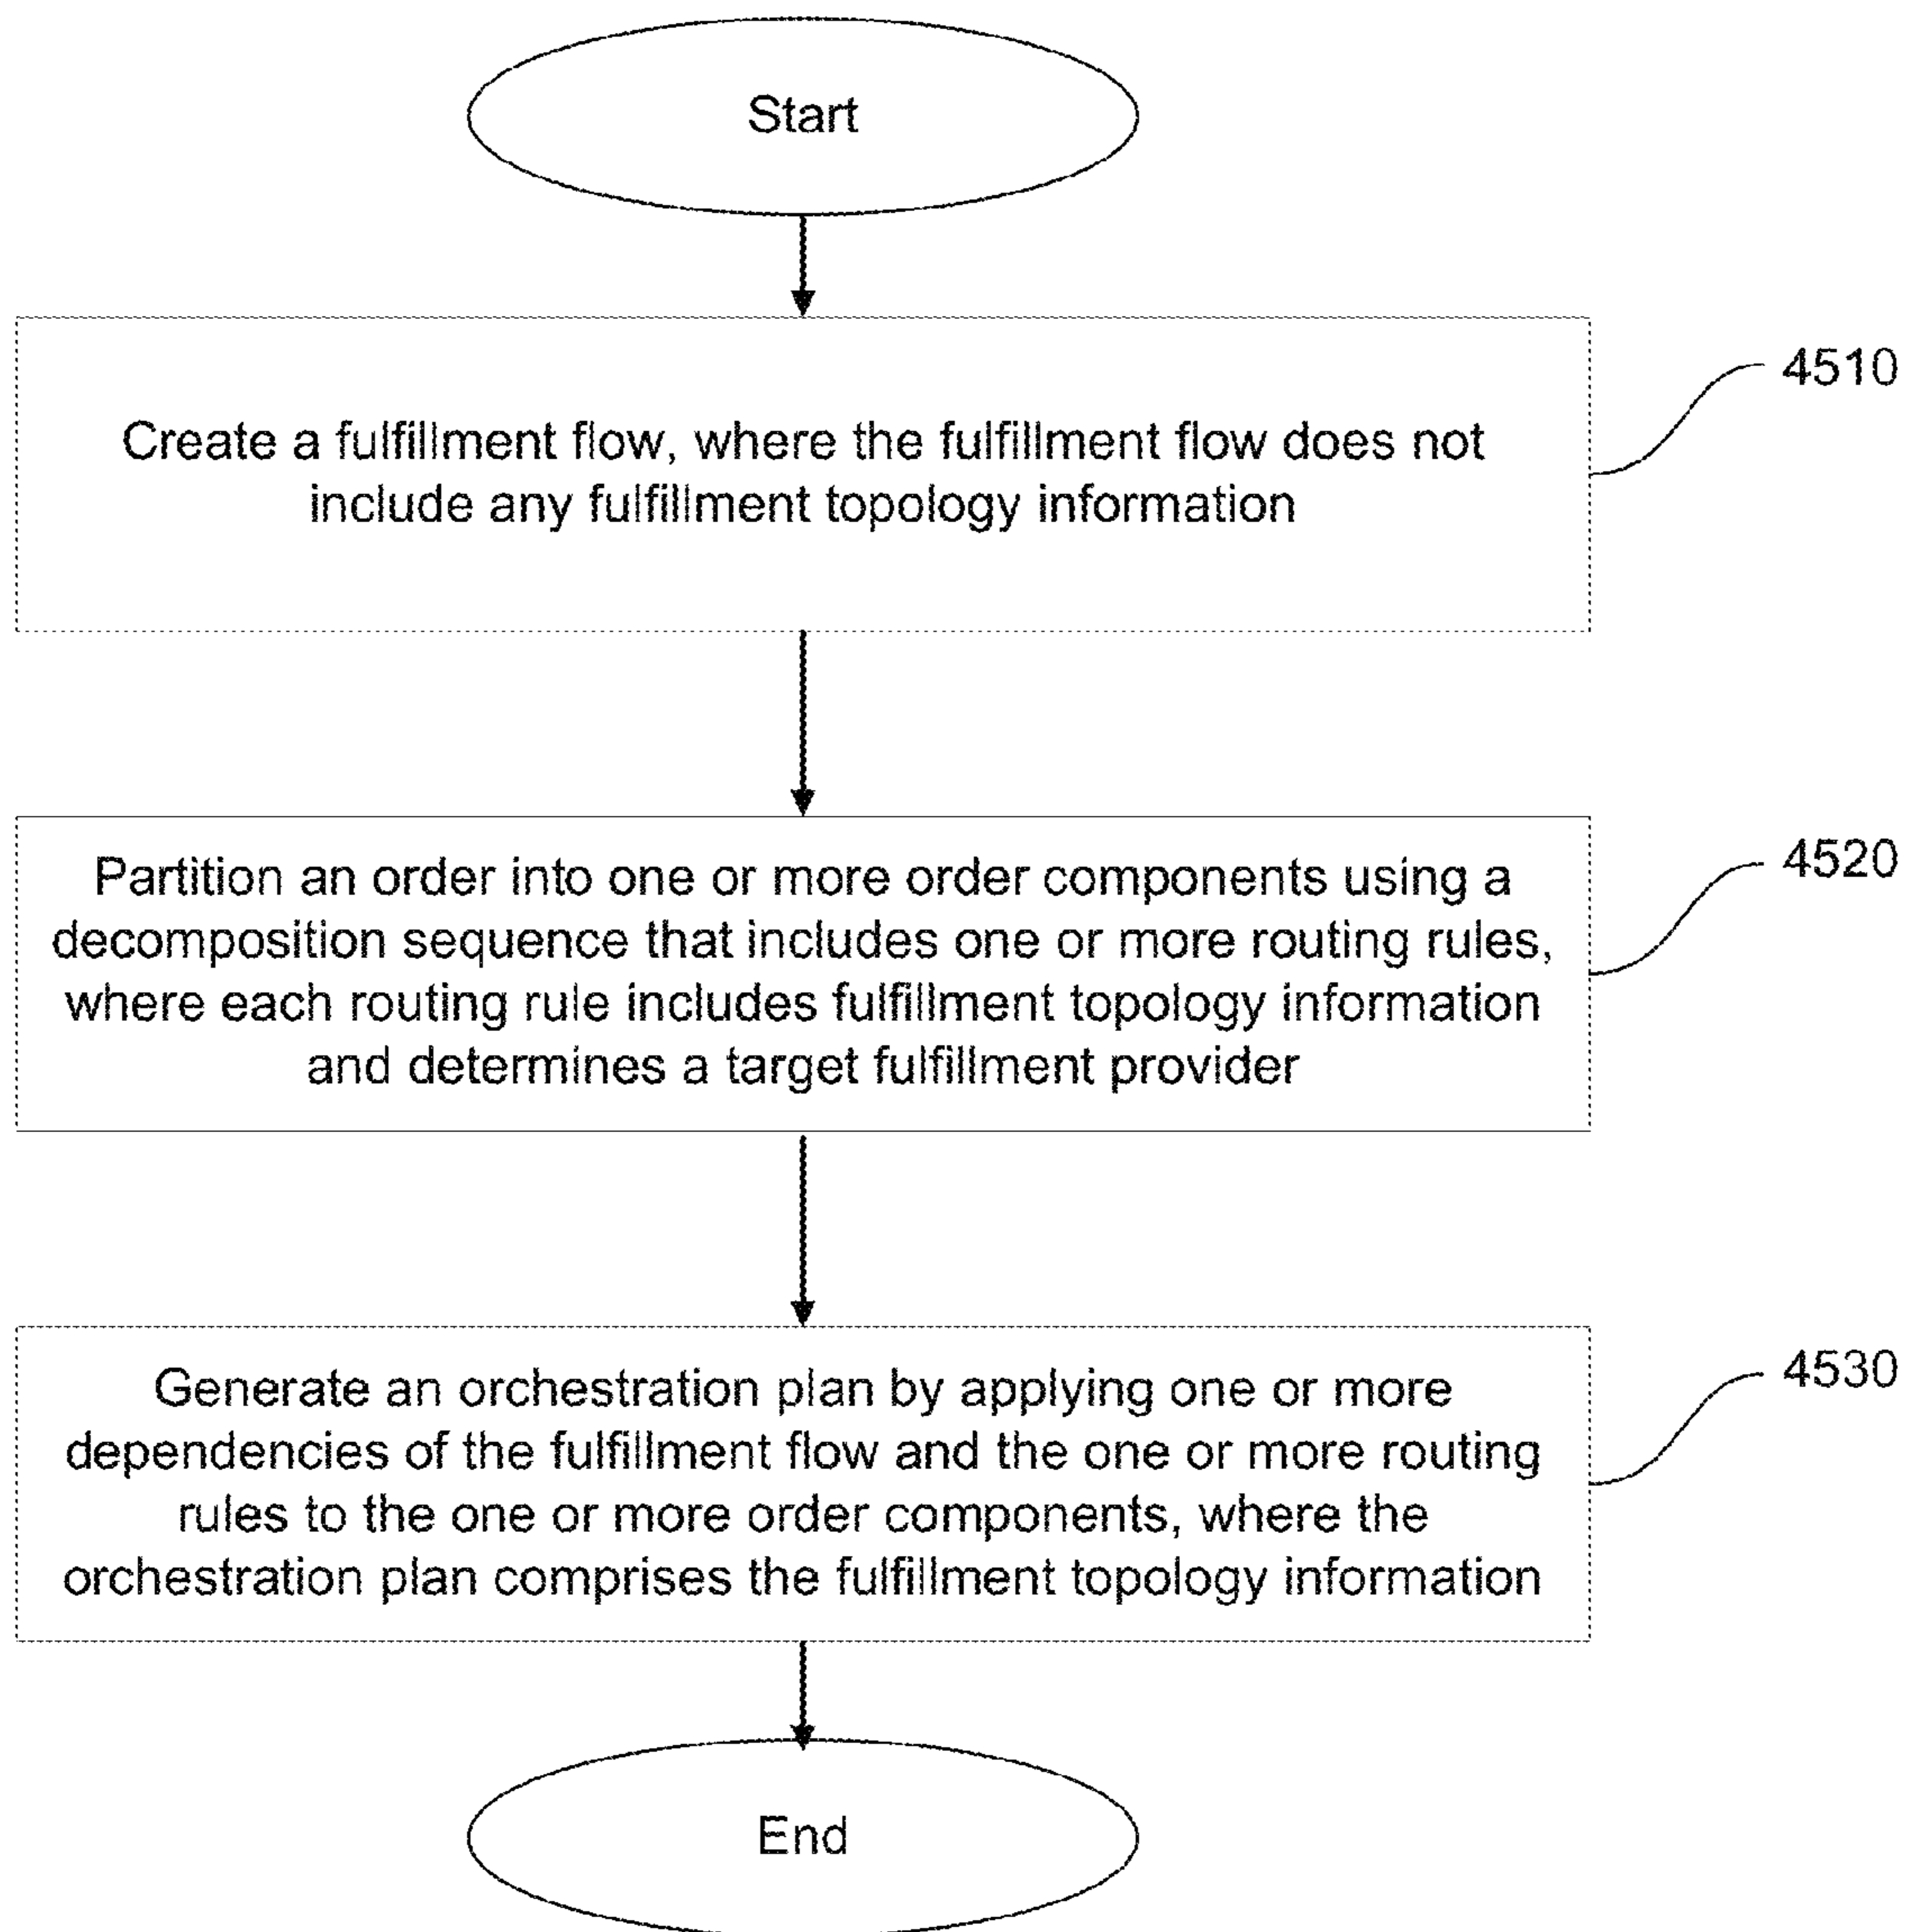 Start
Create a fulfillment flow, where the fulfillment flow does not
include any fulfillment topology information
4510
Partition an order into one or more order components using a
decomposition sequence that includes one or more routing rules,
where each routing rule includes fulfillment topology information
and determines a target fulfillment provider
4520
Generate an orchestration plan by applying one or more
dependencies of the fulfillment flow and the one or more routing
rules to the one or more order components, where the
orchestration plan comprises the fulfillment topology information
4530
End